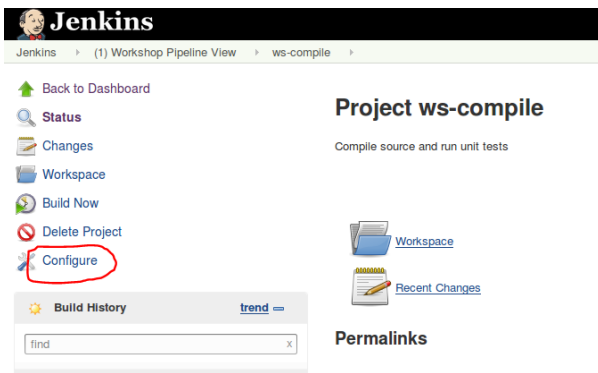 Jenkins
Jenkins (1) Workshop Pipeline View ws-compile
Back to Dashboard
Status
Changes
Workspace
Build Now
Delete Project
Configure
Build History trend
find x
Project ws-compile
Compile source and run unit tests
Workspace
Recent Changes
Permalinks